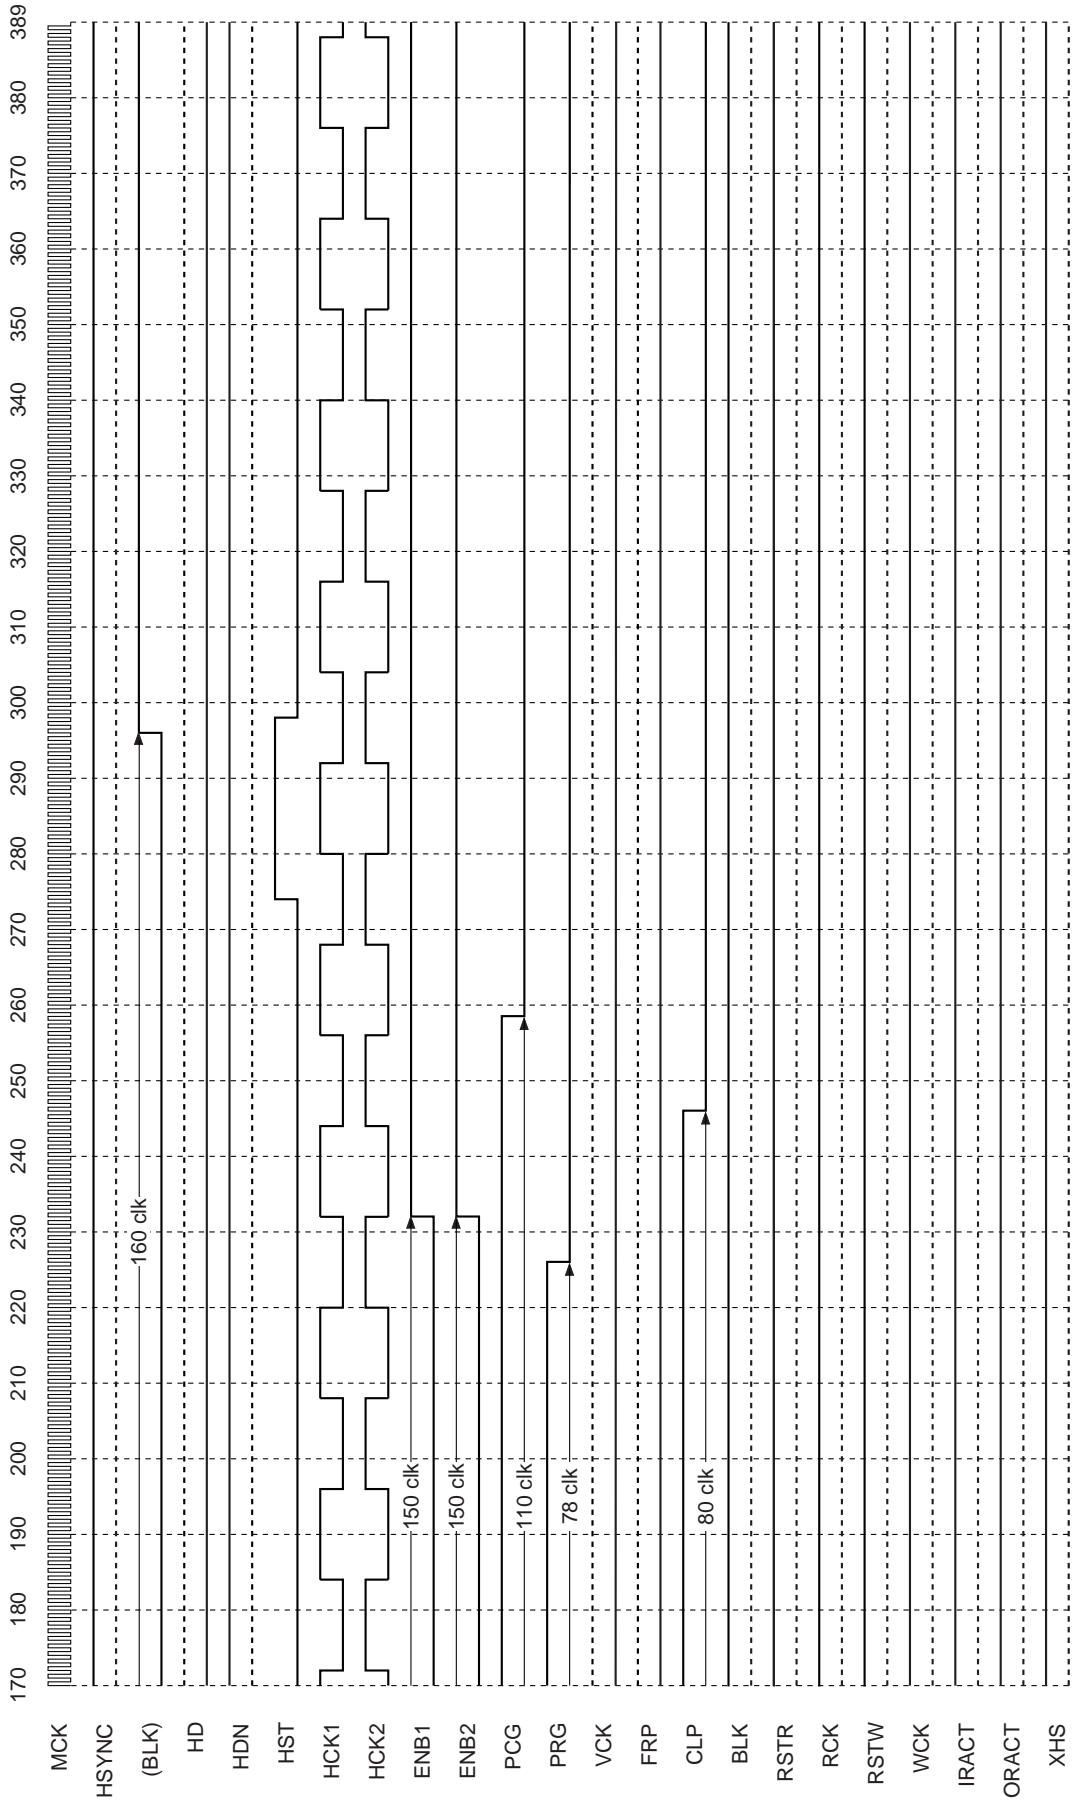 170 180 190 200 210 220 230 240 250 260 270 280 290 300 310 320 330 340 350 360 370 380 389
MCK
HSYNC
(BLK)
160 clk
HD
HDN
HST
HCK1
HCK2
ENB1
150 clk
ENB2
150 clk
PCG
110 clk
PRG
78 clk
VCK
FRP
CLP
80 clk
BLK
RSTR
RCK
RSTW
WCK
IRACT
ORACT
XHS